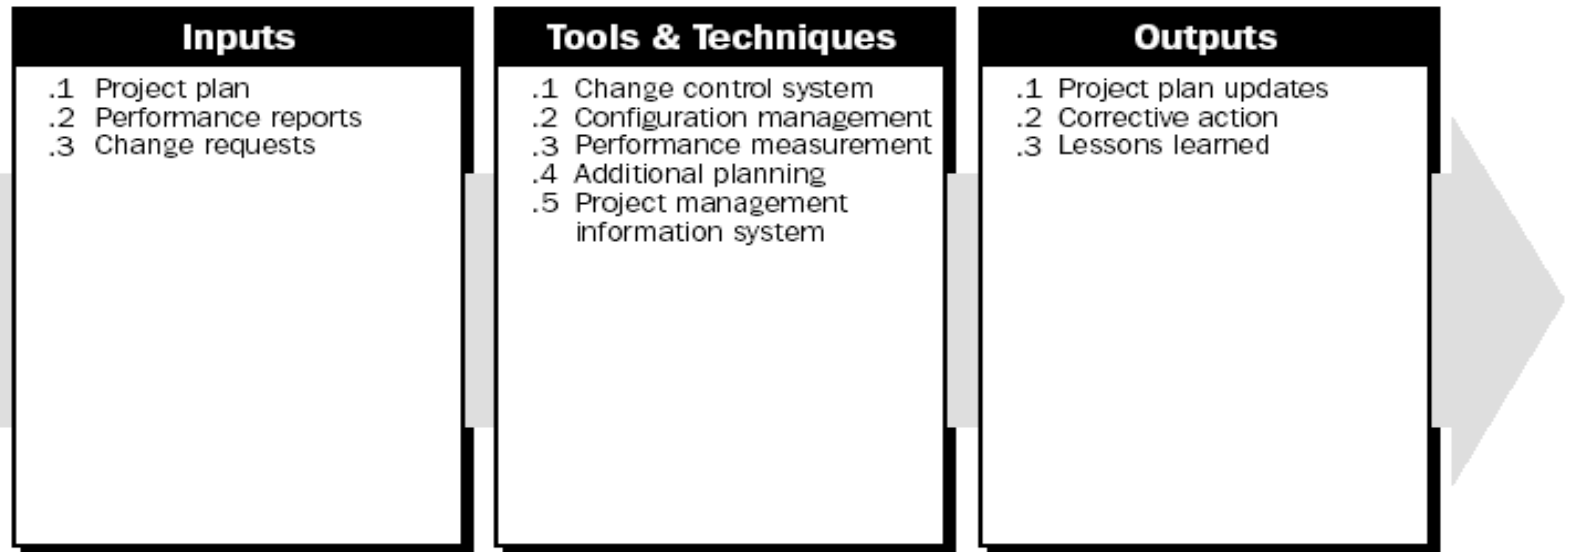 Inputs
.1 Project plan
.2 Performance reports
.3 Change requests
Tools & Techniques
.1 Change control system
.2 Configuration management
.3 Performance measurement
.4 Additional planning
.5 Project management
information system
Outputs
.1 Project plan updates
.2 Corrective action
.3 Lessons learned